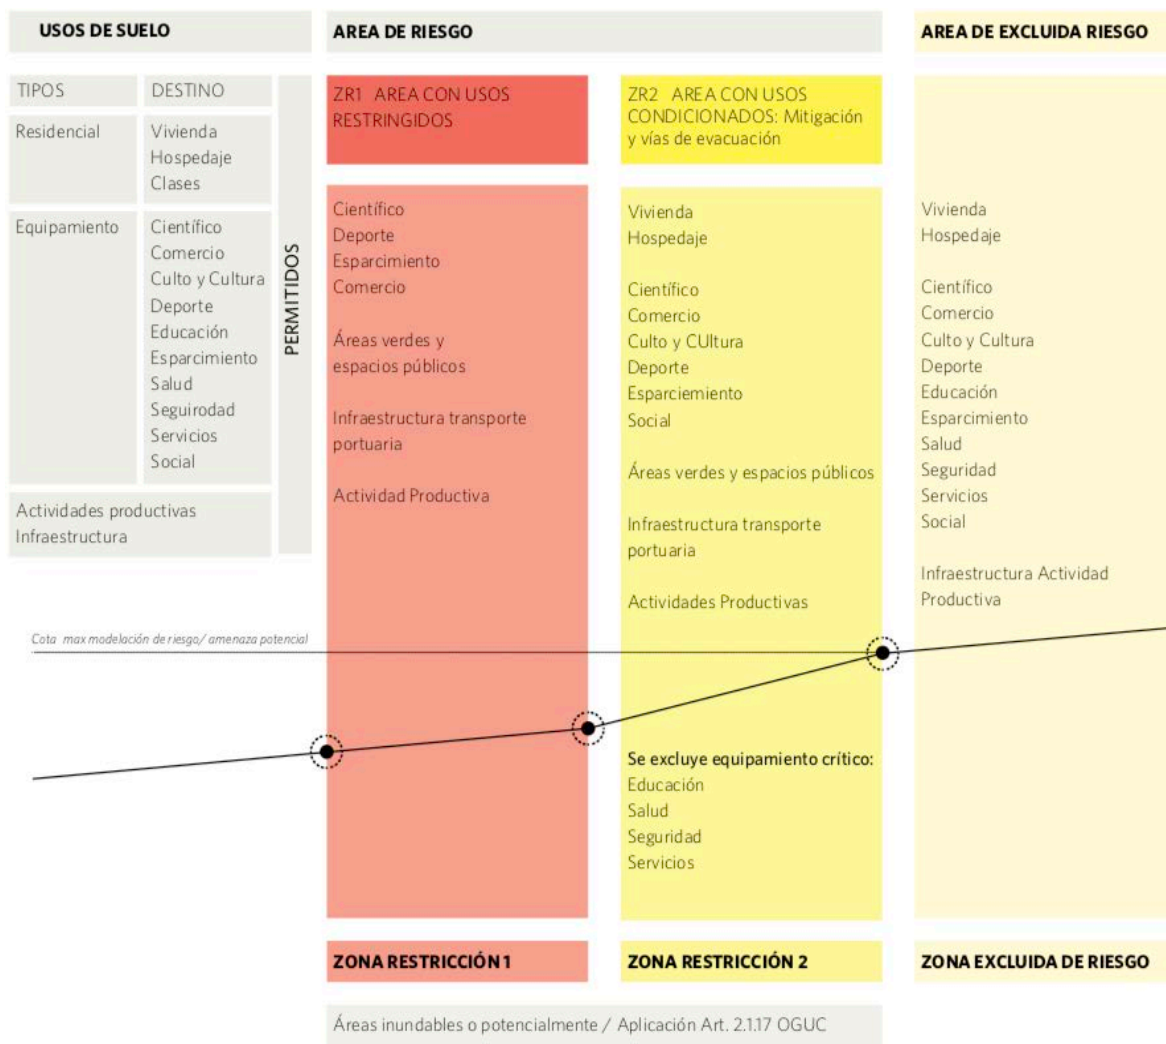 USOS DE SUELO
TIPOS
DESTINO
Residencial
Vivienda
Hospedaje
Clases
Equipamiento
Científico
Comercio
Culto y Cultura
Deporte
Educación
Esparcimiento
Salud
Seguirodad
Servicios
Social
Actividades productivas
Infraestructura
PERMITIDOS
AREA DE RIESGO
ZR1 AREA CON USOS
RESTRINGIDOS
Científico
Deporte
Esparcimiento
Comercio
Áreas verdes y
espacios públicos
Infraestructura transporte
portuaria
Actividad Productiva
ZR2 AREA CON USOS
CONDICIONADOS: Mitigación
y vías de evacuación
Vivienda
Hospedaje
Científico
Comercio
Culto y CUltura
Deporte
Esparciemiento
Social
Áreas verdes y espacios públicos
Infraestructura transporte
portuaria
Actividades Productivas
AREA DE EXCLUIDA RIESGO
Vivienda
Hospedaje
Científico
Comercio
Culto y Cultura
Deporte
Educación
Esparcimiento
Salud
Seguridad
Servicios
Social
Infraestructura Actividad
Productiva
Cota max modelación de riesgo/ amenaza potencial
Se excluye equipamiento crítico:
Educación
Salud
Seguridad
Servicios
ZONA RESTRICCIÓN 1
ZONA RESTRICCIÓN 2
ZONA EXCLUIDA DE RIESGO
Áreas inundables o potencialmente / Aplicación Art. 2.1.17 OGUC